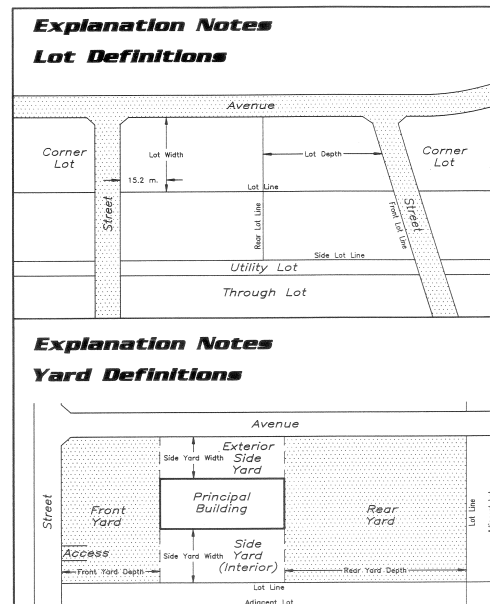 Explanation Notes
Lot Definitions
Avenue
Corner
Lot
Lot Width
Lot Depth
Corner
Lot
15.2 m.
Lot Line
Street
Rear Lot Line
Front Lot Line
Street
Side Lot Line
Utility Lot
Through Lot
Explanation Notes
Yard Definitions
Avenue
Side Yard Width
Exterior
Side
Yard
Street
Front
Yard
Principal
Building
Rear
Yard
Lot Line
Access
Side Yard Width
Side
Yard
(Interior)
Front Yard Depth
Rear Yard Depth
Lot Line
Adjacent Lot